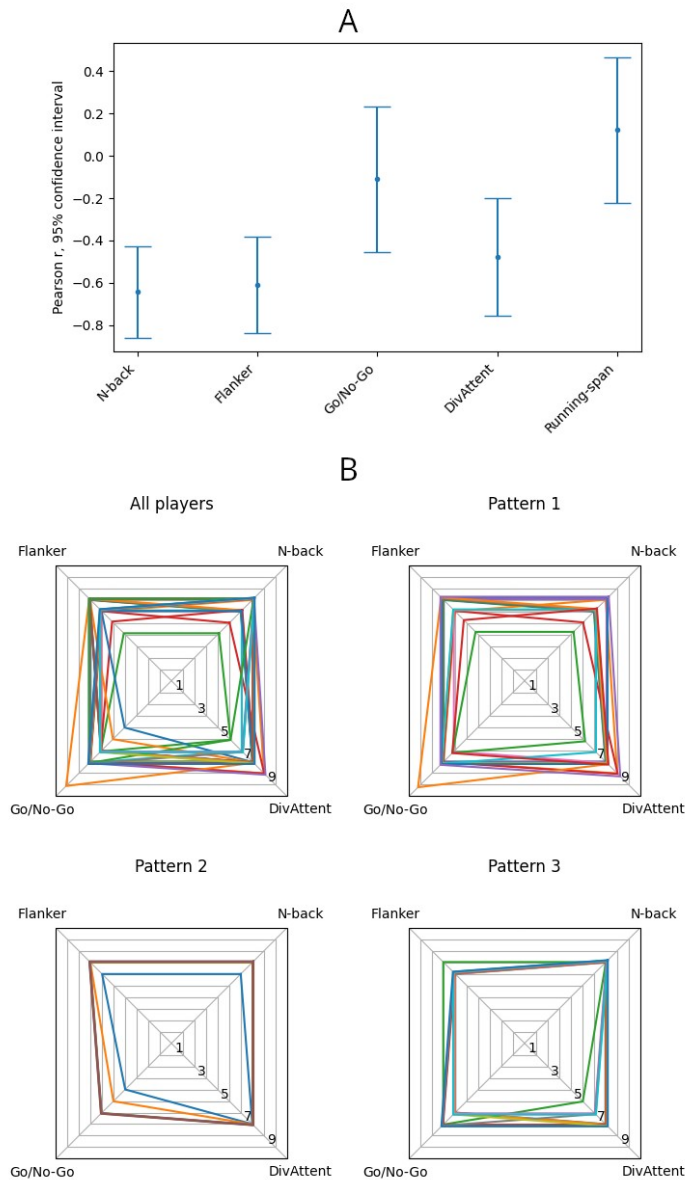 A
Pearson r, 95% confidence interval
0.4
0.2
0.0
−0.2
−0.4
−0.6
−0.8
N-back
Flanker
Go/No-Go
DivAttent
Running-span
B
All players
Flanker
N-back
1
3
5
7
9
Go/No-Go
DivAttent
Pattern 1
Flanker
N-back
1
3
5
7
9
Go/No-Go
DivAttent
Pattern 2
Flanker
N-back
1
3
5
7
9
Go/No-Go
DivAttent
Pattern 3
Flanker
N-back
1
3
5
7
9
Go/No-Go
DivAttent